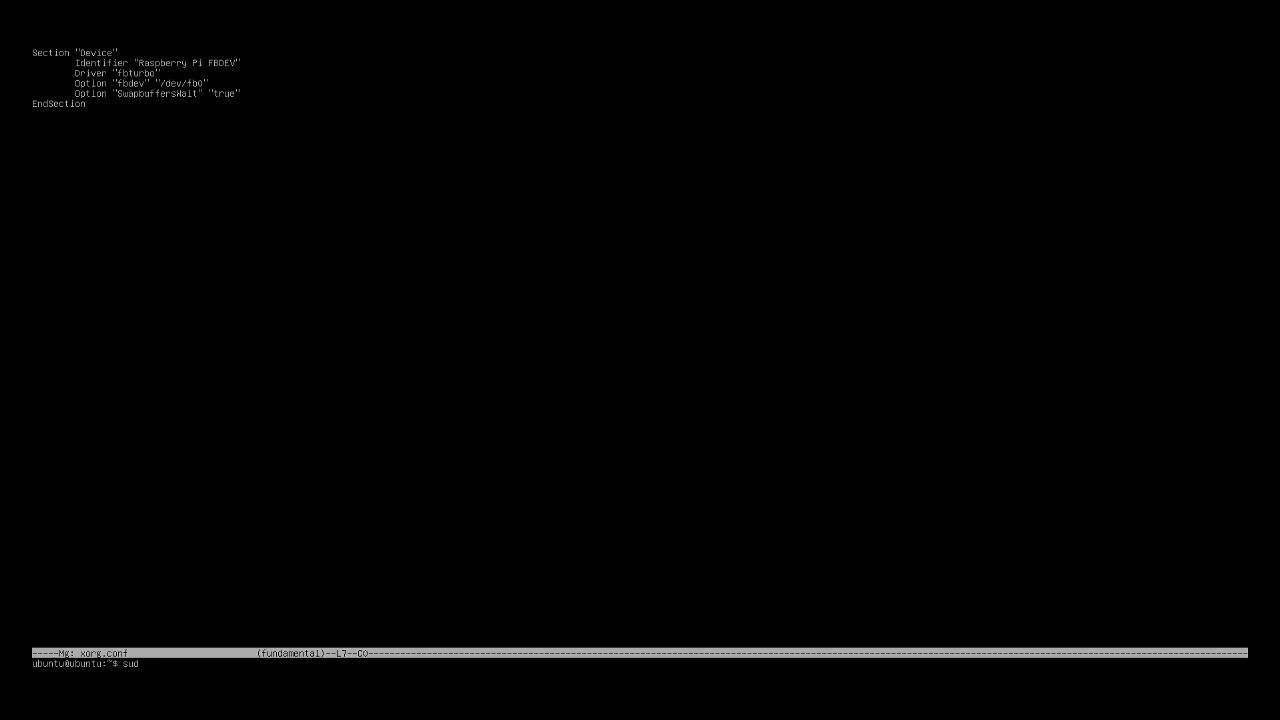 Section "Device"
        Identifier "Raspberry Pi FBDEV"
        Driver "fbturbo"
        Option "fbdev" "/dev/fb0"
        Option "SwapbuffersWait" "true"
EndSection
-----Mg: xorg.conf                        (fundamental)--L7--C0--------------------------------------------------------------------------------
ubuntu@ubuntu:~$ sud